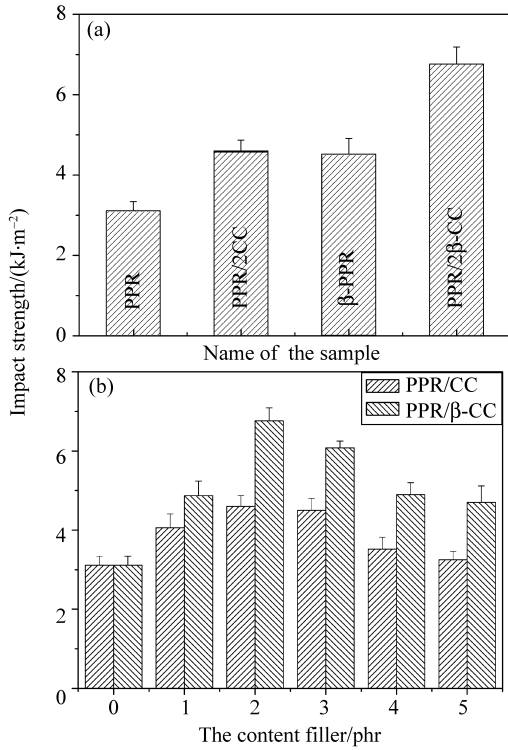 (a)
8
6
4
2
0
PPR
PPR/2CC
β-PPR
PPR/2β-CC
Name of the sample
Impact strength/(kJ·m⁻²)
(b)
PPR/CC
PPR/β-CC
8
6
4
2
0
0 1 2 3 4 5
The content filler/phr